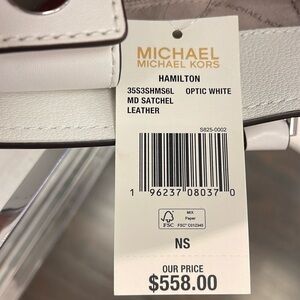 MICHAEL
MICHAEL KORS
HAMILTON
35S3SHMS6L OPTIC WHITE
MD SATCHEL
LEATHER
S825-0002
1 96237 08037 0
FSC
MIX
Paper
NS
OUR PRICE
$558.00